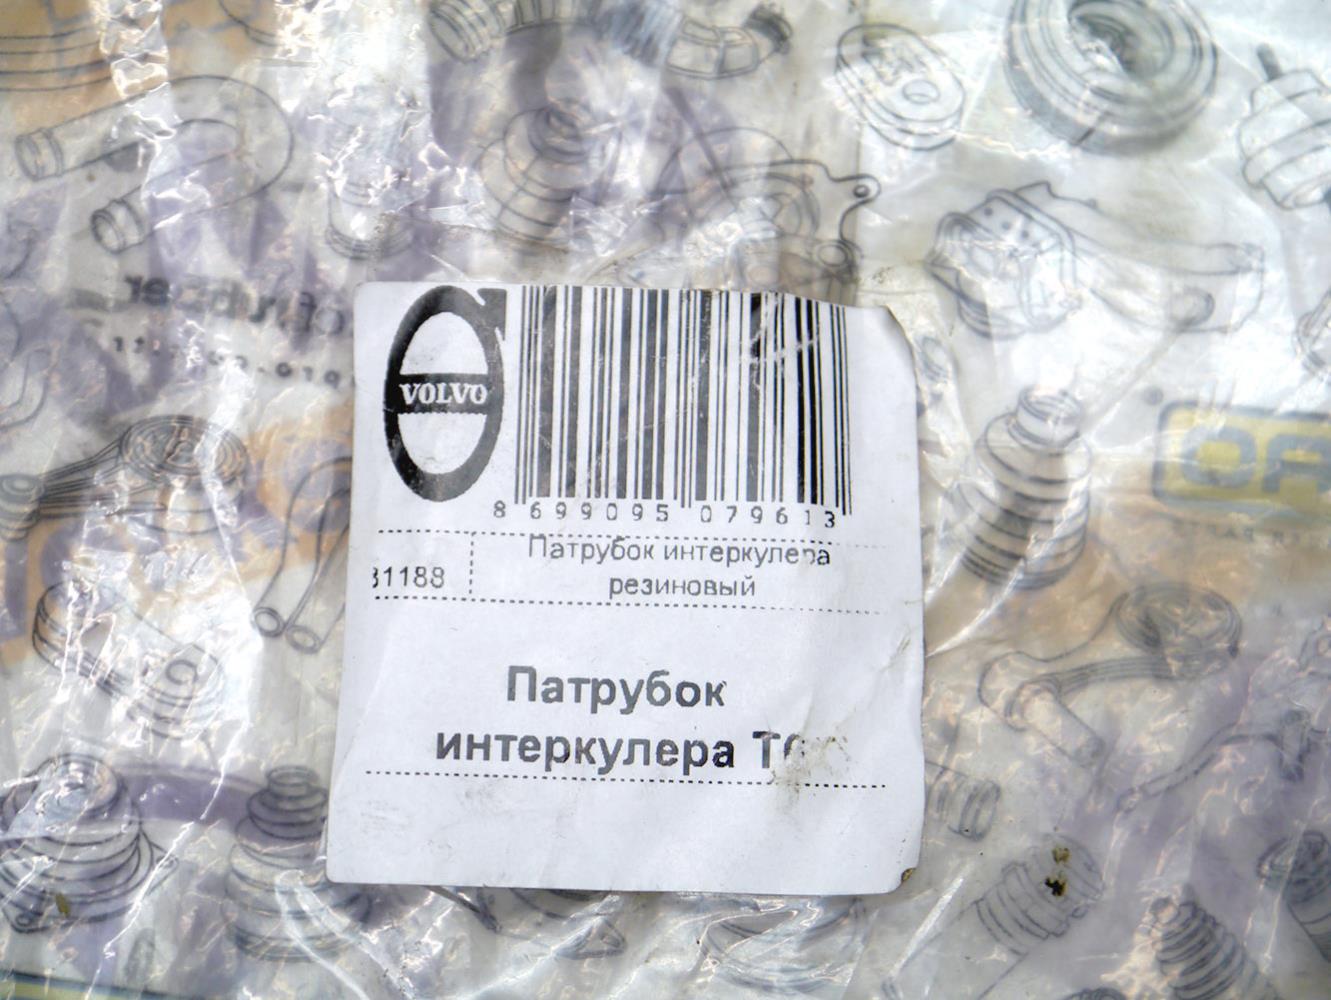 VOLVO
8 699095 079613
Патрубок интеркулера
резиновый
31188
Патрубок
интеркулера